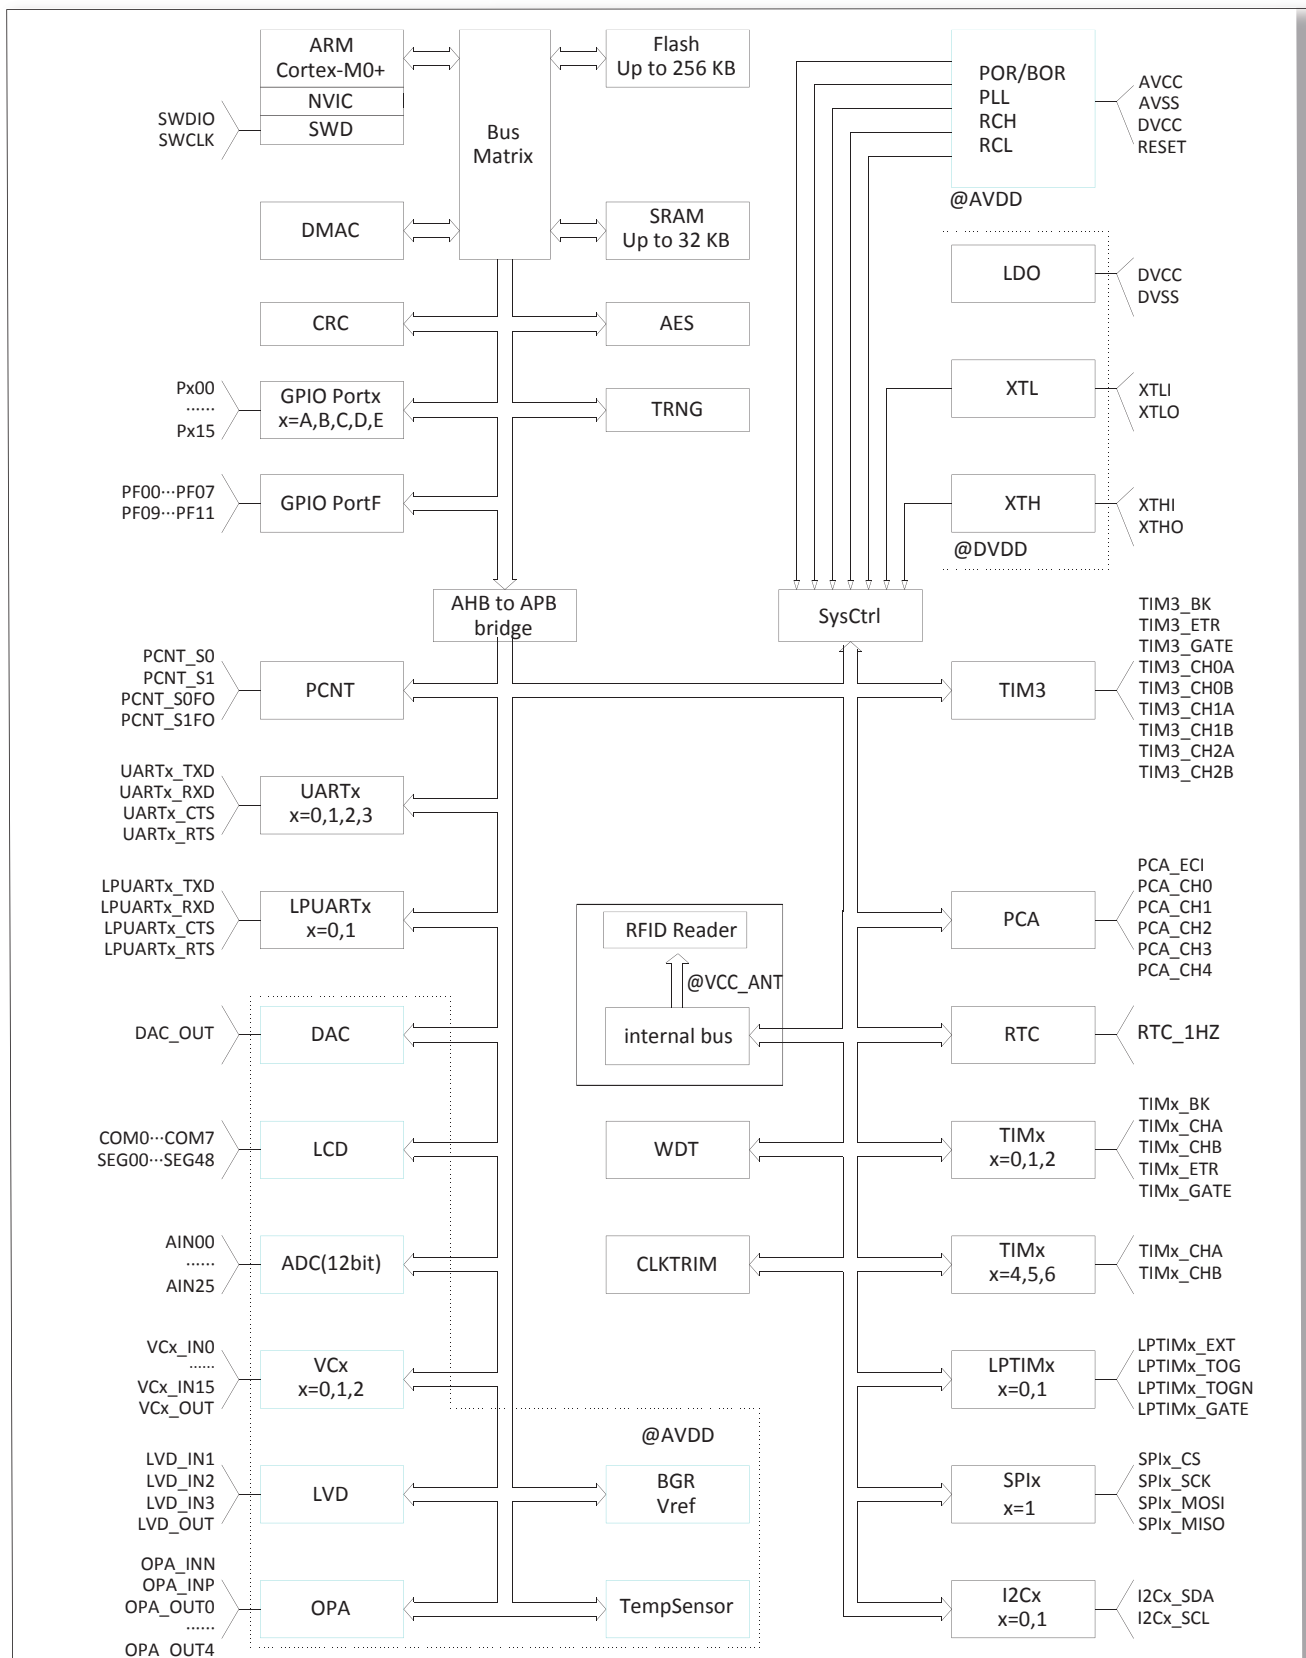 ARM
Cortex-M0+
NVIC
SWD
SWDIO
SWCLK
Bus
Matrix
Flash
Up to 256 KB
POR/BOR
PLL
RCH
RCL
AVCC
AVSS
DVCC
RESET
@AVDD
DMAC
SRAM
Up to 32 KB
LDO
DVCC
DVSS
CRC
AES
Px00
......
Px15
GPIO Portx
x=A,B,C,D,E
TRNG
XTL
XTLI
XTLO
PF00···PF07
PF09···PF11
GPIO PortF
XTH
XTHI
XTHO
@DVDD
AHB to APB
bridge
SysCtrl
PCNT_S0
PCNT_S1
PCNT_S0FO
PCNT_S1FO
PCNT
TIM3
TIM3_BK
TIM3_ETR
TIM3_GATE
TIM3_CH0A
TIM3_CH0B
TIM3_CH1A
TIM3_CH1B
TIM3_CH2A
TIM3_CH2B
UARTx_TXD
UARTx_RXD
UARTx_CTS
UARTx_RTS
UARTx
x=0,1,2,3
LPUARTx_TXD
LPUARTx_RXD
LPUARTx_CTS
LPUARTx_RTS
LPUARTx
x=0,1
RFID Reader
@VCC_ANT
internal bus
PCA
PCA_ECI
PCA_CH0
PCA_CH1
PCA_CH2
PCA_CH3
PCA_CH4
DAC_OUT
DAC
RTC
RTC_1HZ
COM0···COM7
SEG00···SEG48
LCD
WDT
TIMx
x=0,1,2
TIMx_BK
TIMx_CHA
TIMx_CHB
TIMx_ETR
TIMx_GATE
AIN00
......
AIN25
ADC(12bit)
CLKTRIM
TIMx
x=4,5,6
TIMx_CHA
TIMx_CHB
VCx_IN0
......
VCx_IN15
VCx_OUT
VCx
x=0,1,2
LPTIMx
x=0,1
LPTIMx_EXT
LPTIMx_TOG
LPTIMx_TOGN
LPTIMx_GATE
@AVDD
LVD_IN1
LVD_IN2
LVD_IN3
LVD_OUT
LVD
BGR
Vref
SPIx
x=1
SPIx_CS
SPIx_SCK
SPIx_MOSI
SPIx_MISO
OPA_INN
OPA_INP
OPA_OUT0
......
OPA_OUT4
OPA
TempSensor
I2Cx
x=0,1
I2Cx_SDA
I2Cx_SCL